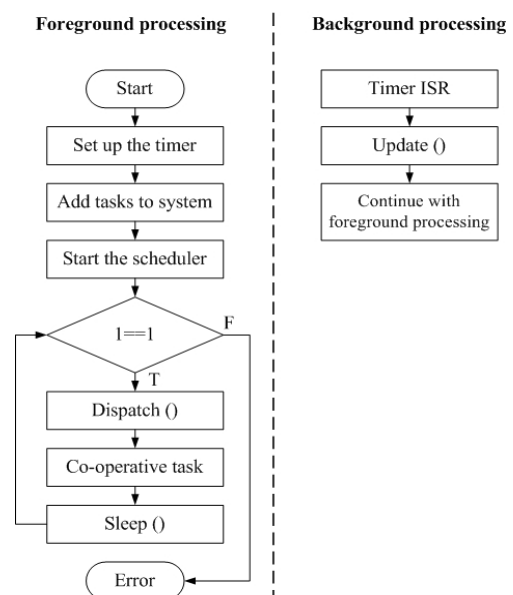 Foreground processing
Start
Set up the timer
Add tasks to system
Start the scheduler
1==1
F
T
Dispatch ()
Co-operative task
Sleep ()
Error
Background processing
Timer ISR
Update ()
Continue with
foreground processing